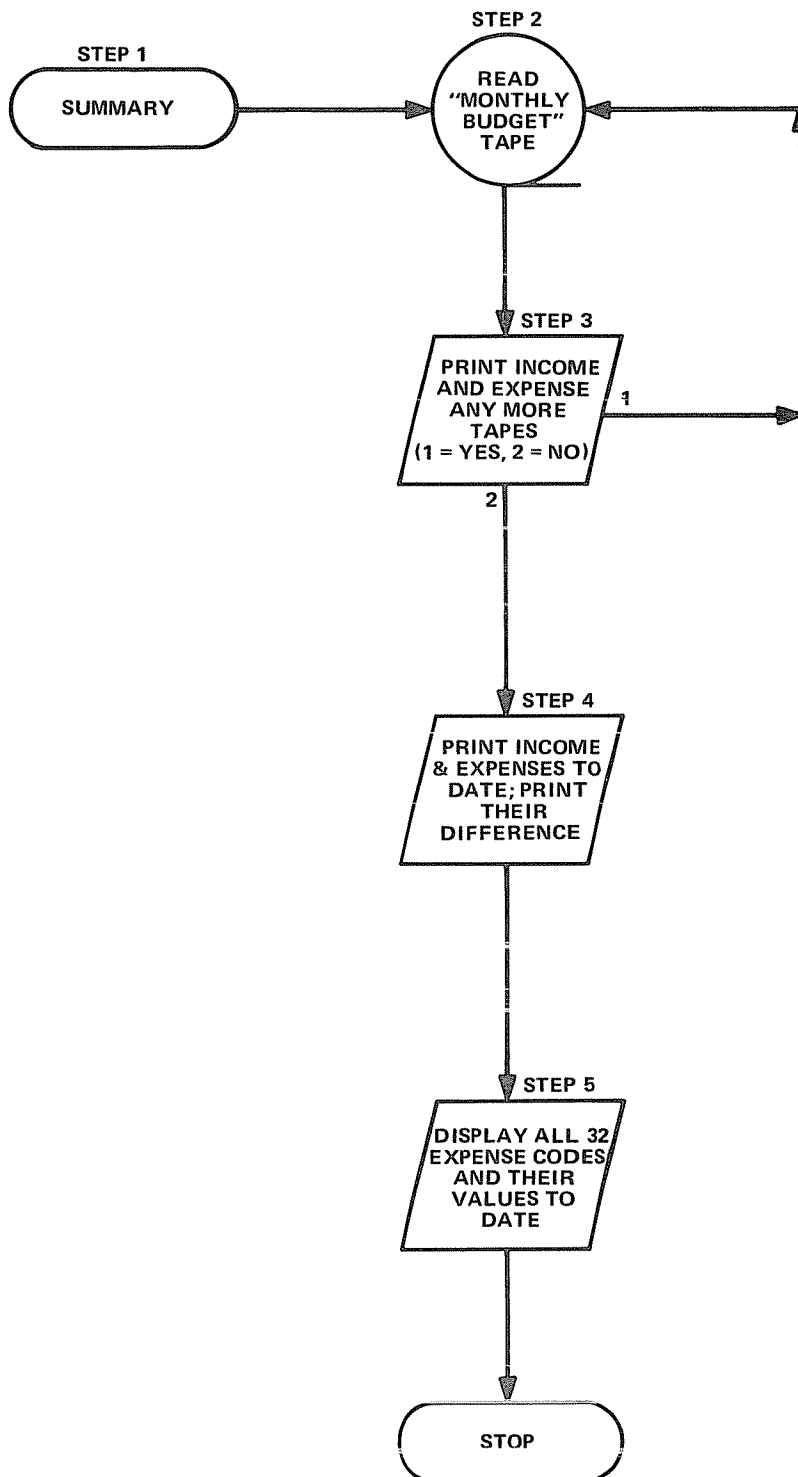 STEP 1
SUMMARY
STEP 2
READ
"MONTHLY
BUDGET"
TAPE
STEP 3
PRINT INCOME
AND EXPENSE
ANY MORE
TAPES
(1 = YES, 2 = NO)
1
2
STEP 4
PRINT INCOME
& EXPENSES TO
DATE; PRINT
THEIR
DIFFERENCE
STEP 5
DISPLAY ALL 32
EXPENSE CODES
AND THEIR
VALUES TO
DATE
STOP